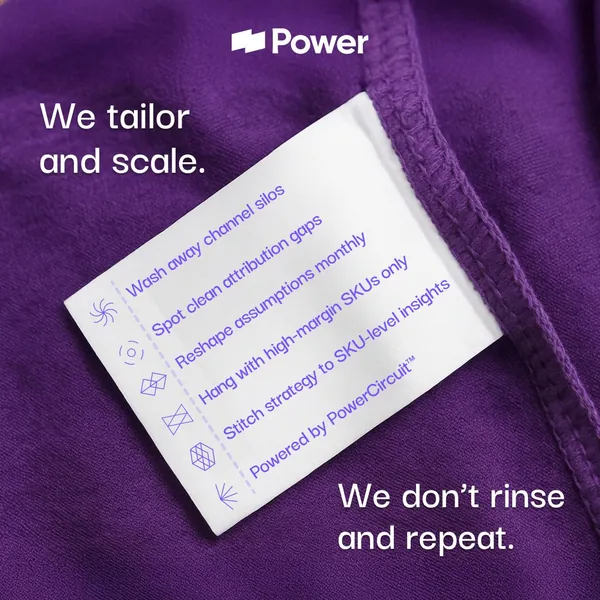 Power
We tailor
and scale.
Wash away channel silos
Spot clean attribution gaps
Reshape assumptions monthly
Hang with high-margin SKUs only
Stitch strategy to SKU-level insights
Powered by PowerCircuit™
We don't rinse
and repeat.